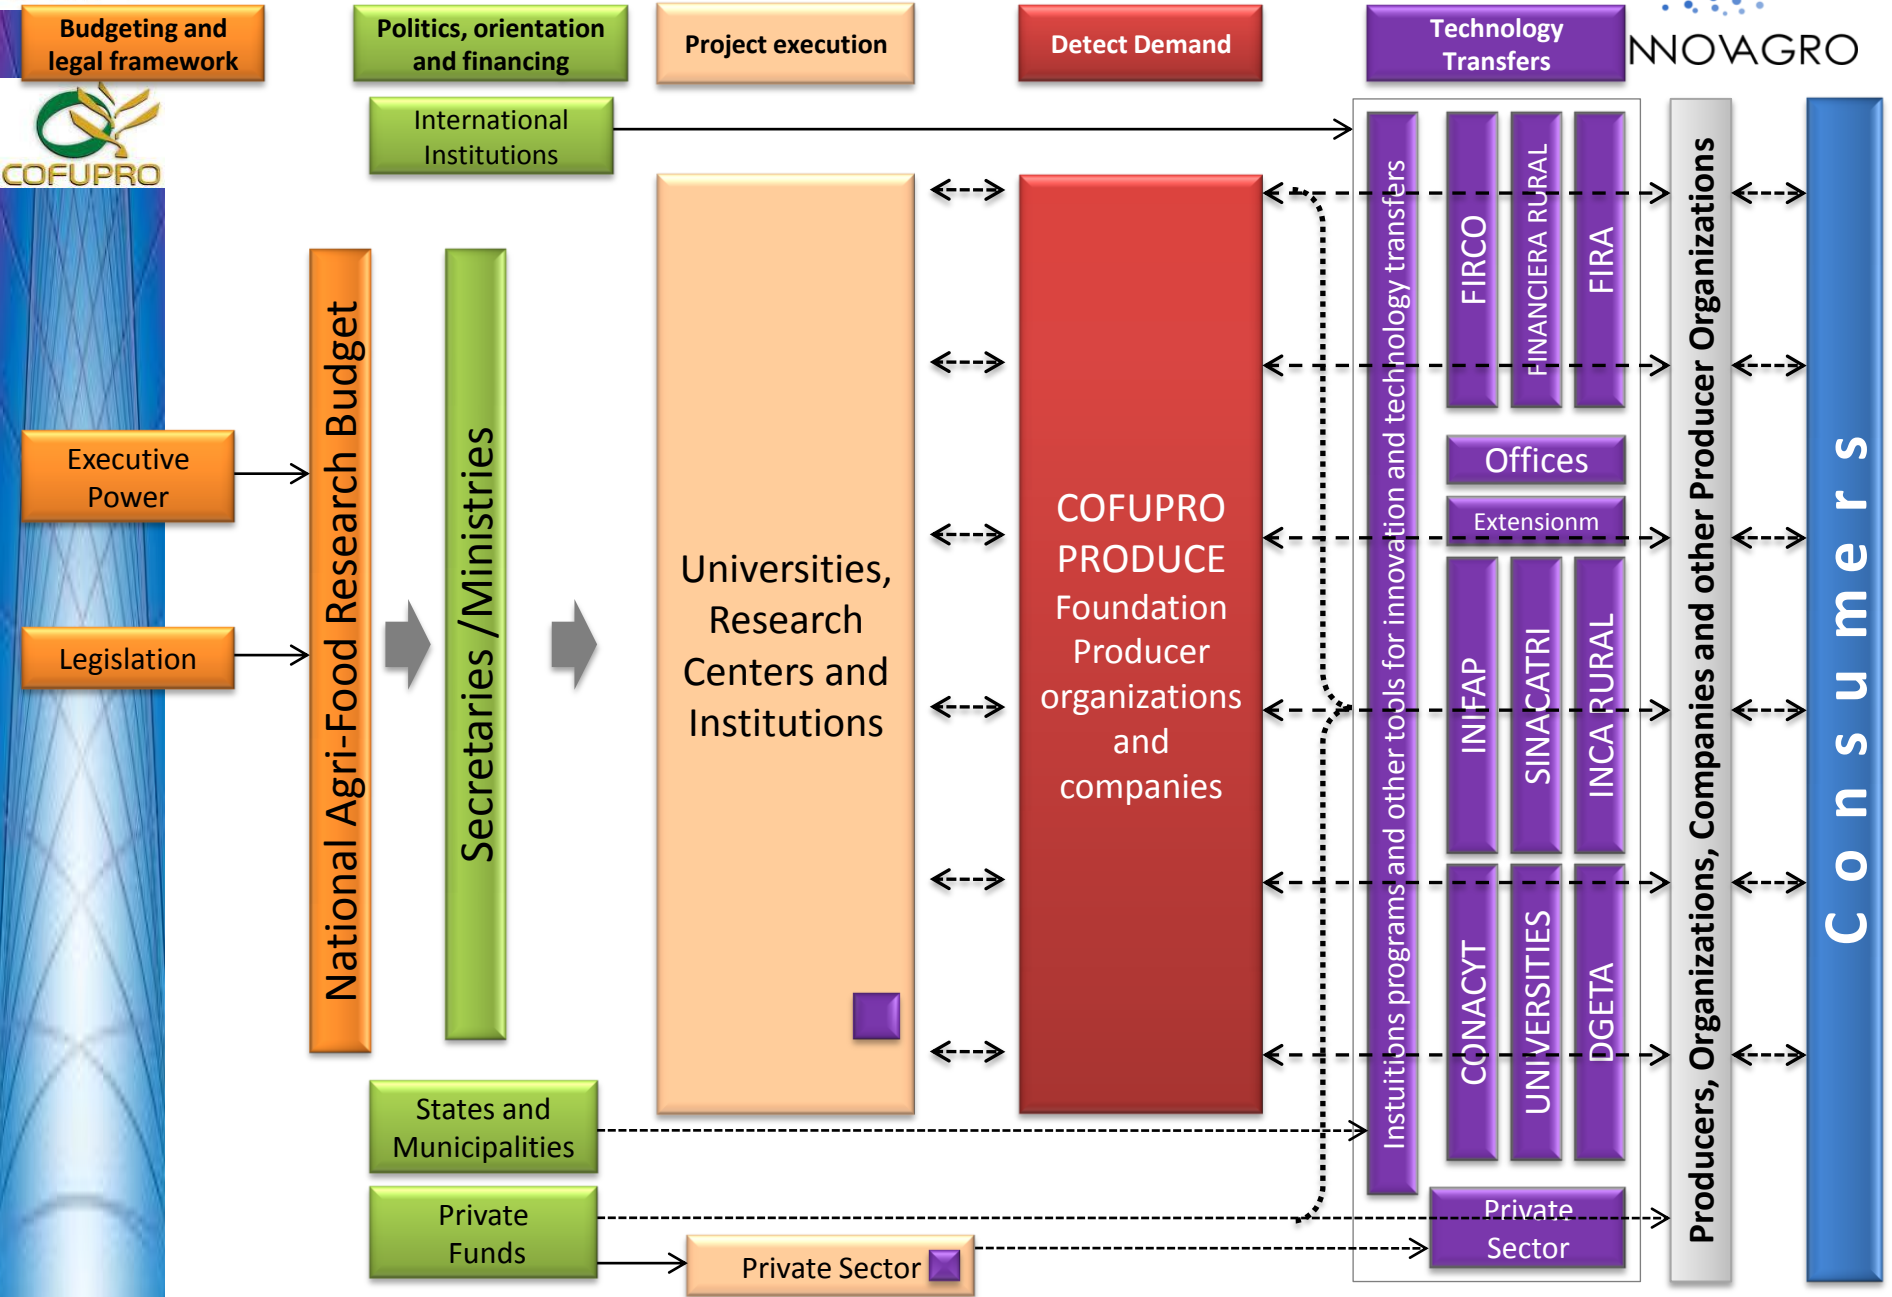 Budgeting and
legal framework
Politics, orientation
and financing
Project execution
Detect Demand
Technology
Transfers
NNOVAGRO
COFUPRO
International
Institutions
Executive
Power
Legislation
National Agri-Food Research Budget
Secretaries /Ministries
Universities,
Research
Centers and
Institutions
COFUPRO
PRODUCE
Foundation
Producer
organizations
and
companies
Instuitions programs and other tools for innovation and technology transfers
FIRCO
FINANCIERA RURAL
FIRA
Offices
Extensionm
INIFAP
SINACATRI
INCA RURAL
CONACYT
UNIVERSITIES
DGETA
Private
Sector
Producers, Organizations, Companies and other Producer Organizations
Consumers
States and
Municipalities
Private
Funds
Private Sector